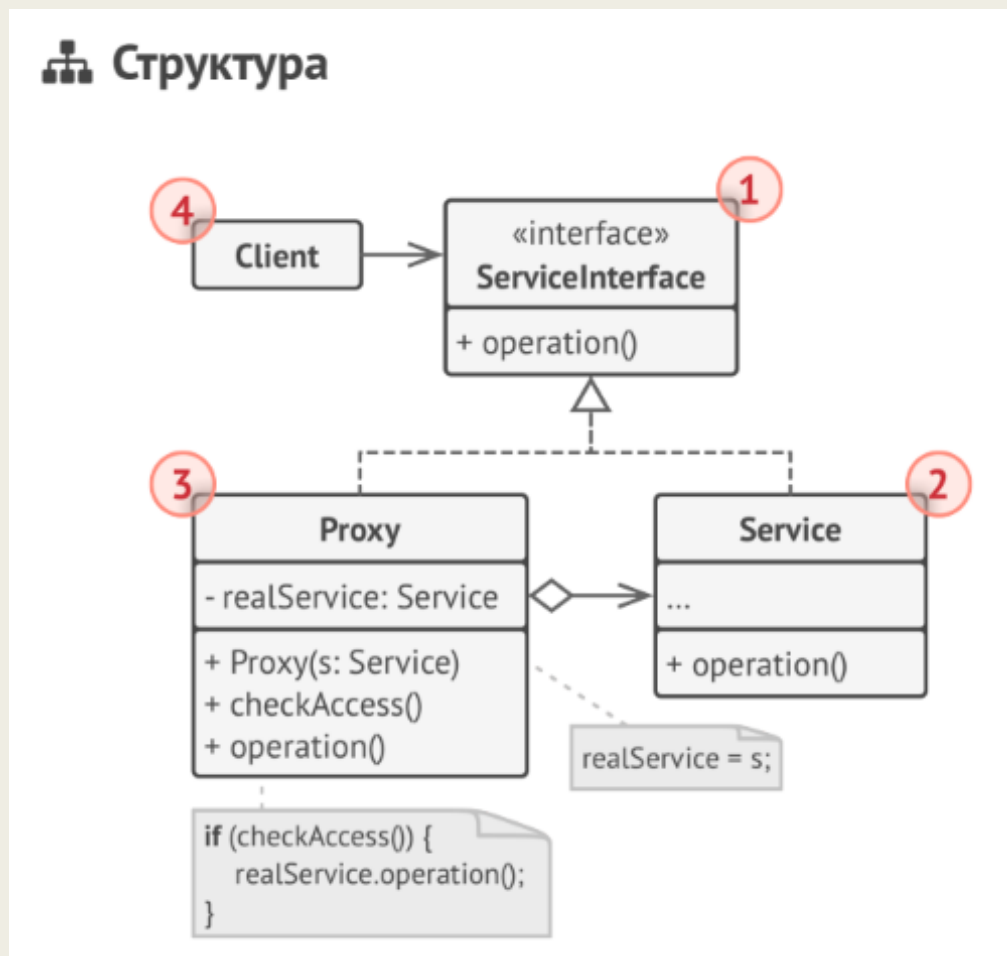 Структура
4
Client
1
«interface»
ServiceInterface
+ operation()
3
Proxy
- realService: Service
+ Proxy(s: Service)
+ checkAccess()
+ operation()
2
Service
...
+ operation()
realService = s;
if (checkAccess()) {
realService.operation();
}